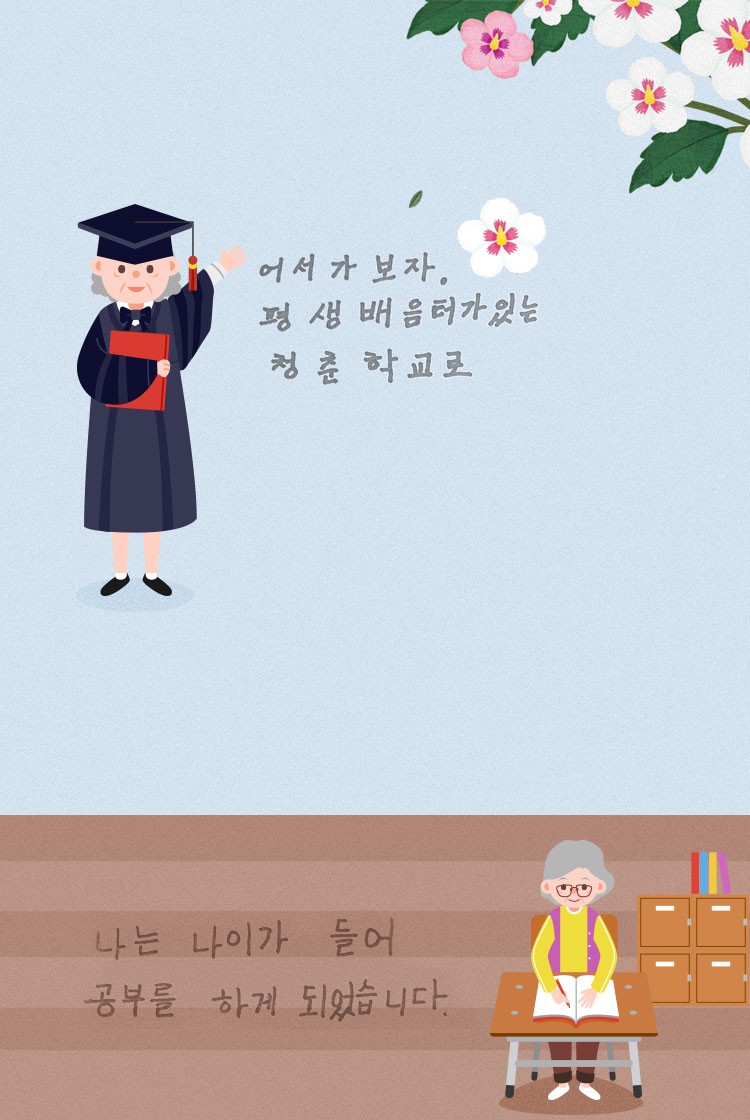 어서 가 보자.
평생 배음터가있는
청춘 학교로
나는 나이가 들어
공부를 하게 되었습니다.